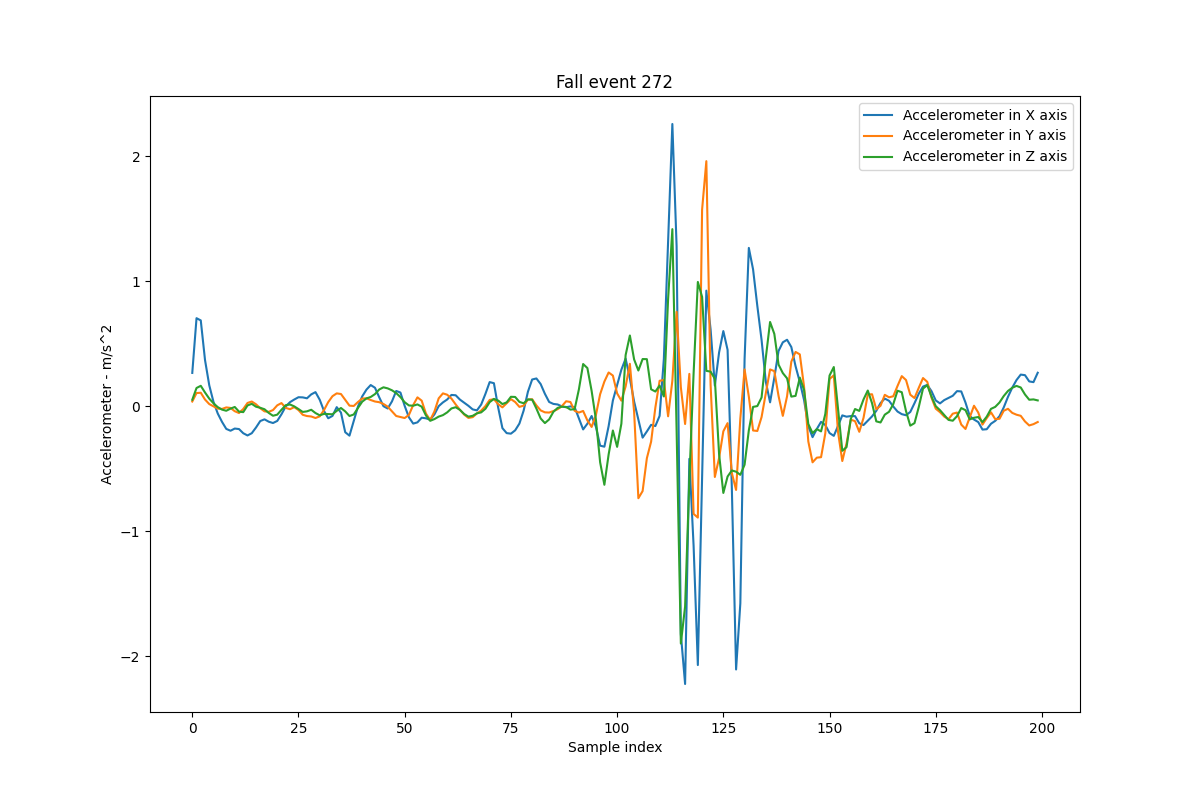 Fall event 272
Accelerometer in X axis
Accelerometer in Y axis
Accelerometer in Z axis
Accelerometer - m/s^2
2
1
0
−1
−2
0 25 50 75 100 125 150 175 200
Sample index